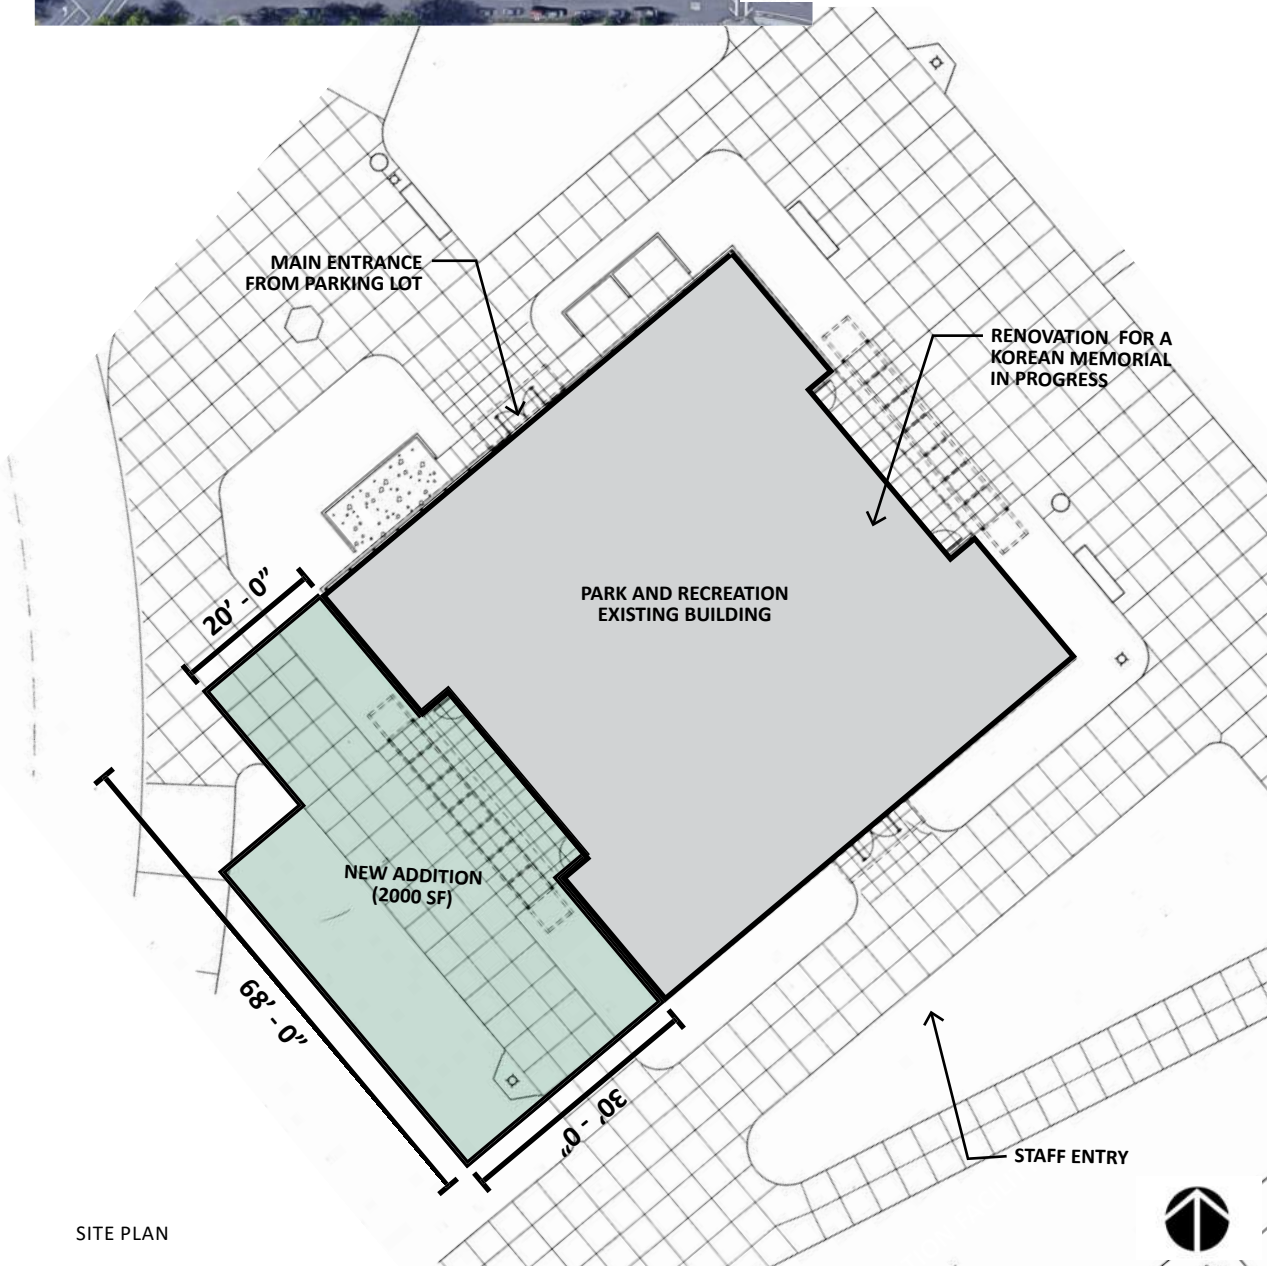 MAIN ENTRANCE
FROM PARKING LOT
RENOVATION FOR A
KOREAN MEMORIAL
IN PROGRESS
20’ - 0”
PARK AND RECREATION
EXISTING BUILDING
NEW ADDITION
(2000 SF)
68’ - 0”
30’ - 0”
STAFF ENTRY
SITE PLAN